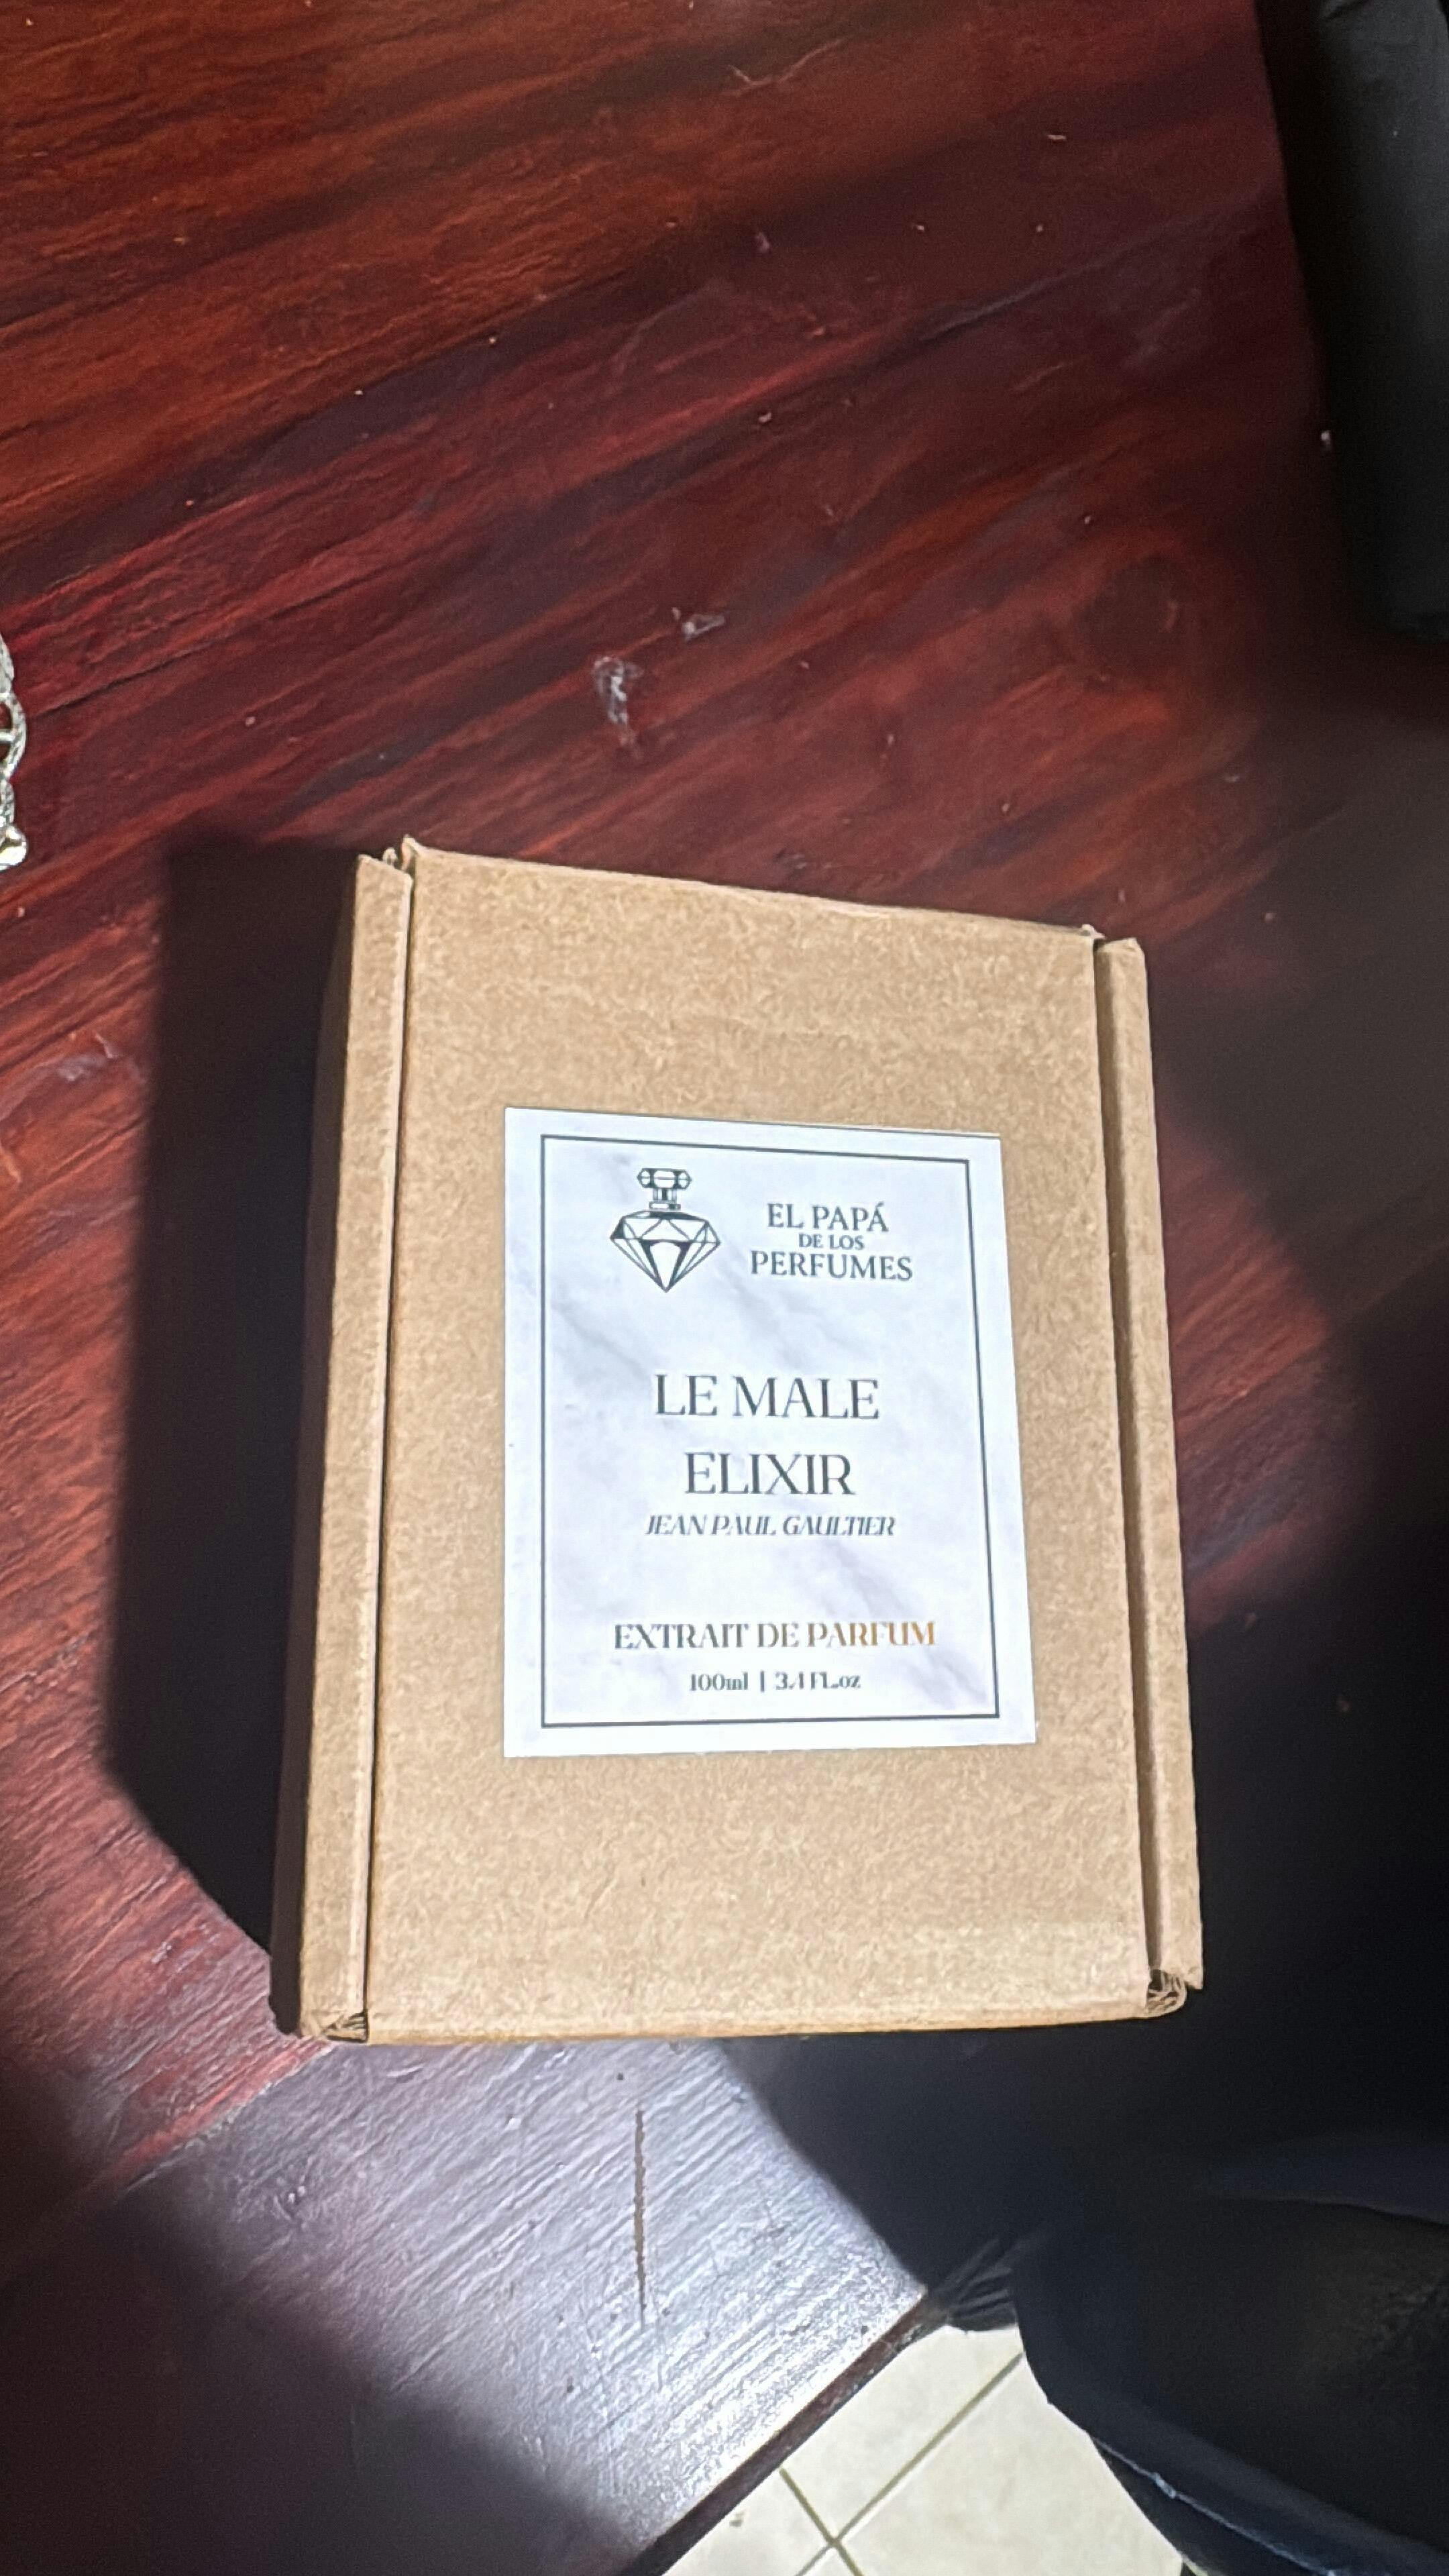 EL PAPÁ
DE LOS
PERFUMES
LE MALE
ELIXIR
JEAN PAUL GAULTIER
EXTRAIT DE PARFUM
100ml | 3.4 FL.oz